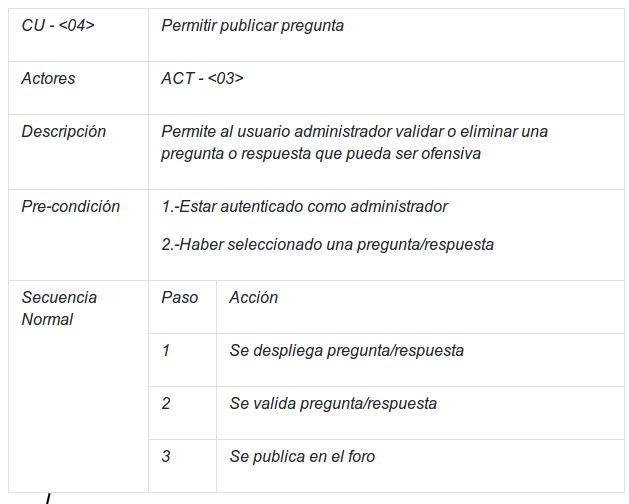 CU - <04>
Permitir publicar pregunta
Actores
ACT - <03>
Descripción
Permite al usuario administrador validar o eliminar una
pregunta o respuesta que pueda ser ofensiva
Pre-condición
1.-Estar autenticado como administrador
2.-Haber seleccionado una pregunta/respuesta
Secuencia
Normal
Paso
Acción
1
Se despliega pregunta/respuesta
2
Se valida pregunta/respuesta
3
Se publica en el foro